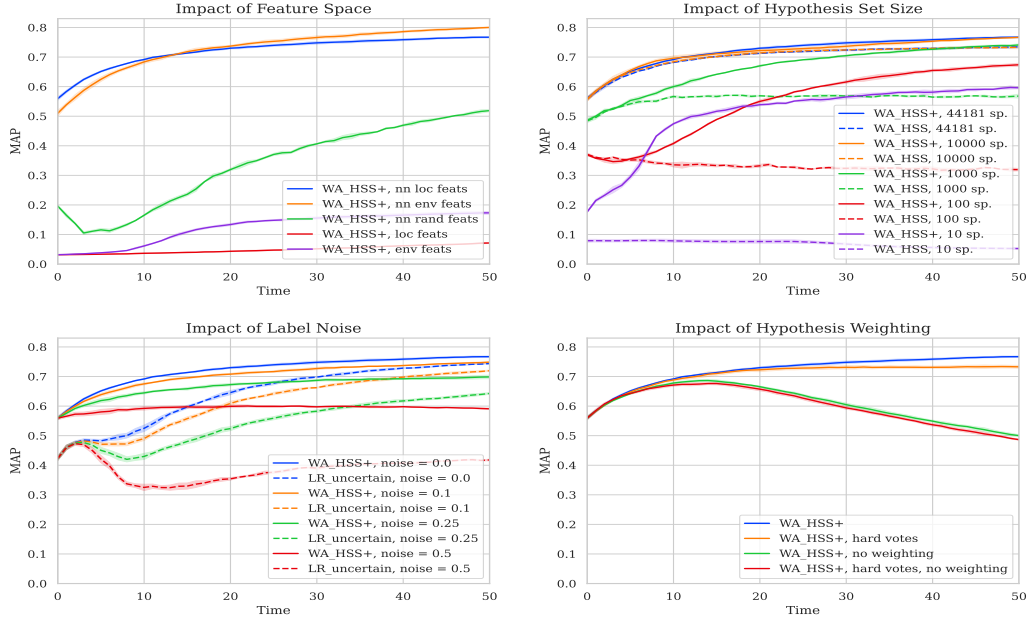 Impact of Feature Space
0.8
0.7
0.6
0.5
0.4
0.3
0.2
0.1
0.0
MAP
0
10
20
30
40
50
Time
WA_HSS+, nn loc feats
WA_HSS+, nn env feats
WA_HSS+, nn rand feats
WA_HSS+, loc feats
WA_HSS+, env feats
Impact of Hypothesis Set Size
0.8
0.7
0.6
0.5
0.4
0.3
0.2
0.1
0.0
MAP
0
10
20
30
40
50
Time
WA_HSS+, 44181 sp.
WA_HSS, 44181 sp.
WA_HSS+, 10000 sp.
WA_HSS, 10000 sp.
WA_HSS+, 1000 sp.
WA_HSS, 1000 sp.
WA_HSS+, 100 sp.
WA_HSS, 100 sp.
WA_HSS+, 10 sp.
WA_HSS, 10 sp.
Impact of Label Noise
0.8
0.7
0.6
0.5
0.4
0.3
0.2
0.1
0.0
MAP
0
10
20
30
40
50
Time
WA_HSS+, noise = 0.0
LR_uncertain, noise = 0.0
WA_HSS+, noise = 0.1
LR_uncertain, noise = 0.1
WA_HSS+, noise = 0.25
LR_uncertain, noise = 0.25
WA_HSS+, noise = 0.5
LR_uncertain, noise = 0.5
Impact of Hypothesis Weighting
0.8
0.7
0.6
0.5
0.4
0.3
0.2
0.1
0.0
MAP
0
10
20
30
40
50
Time
WA_HSS+
WA_HSS+, hard votes
WA_HSS+, no weighting
WA_HSS+, hard votes, no weighting